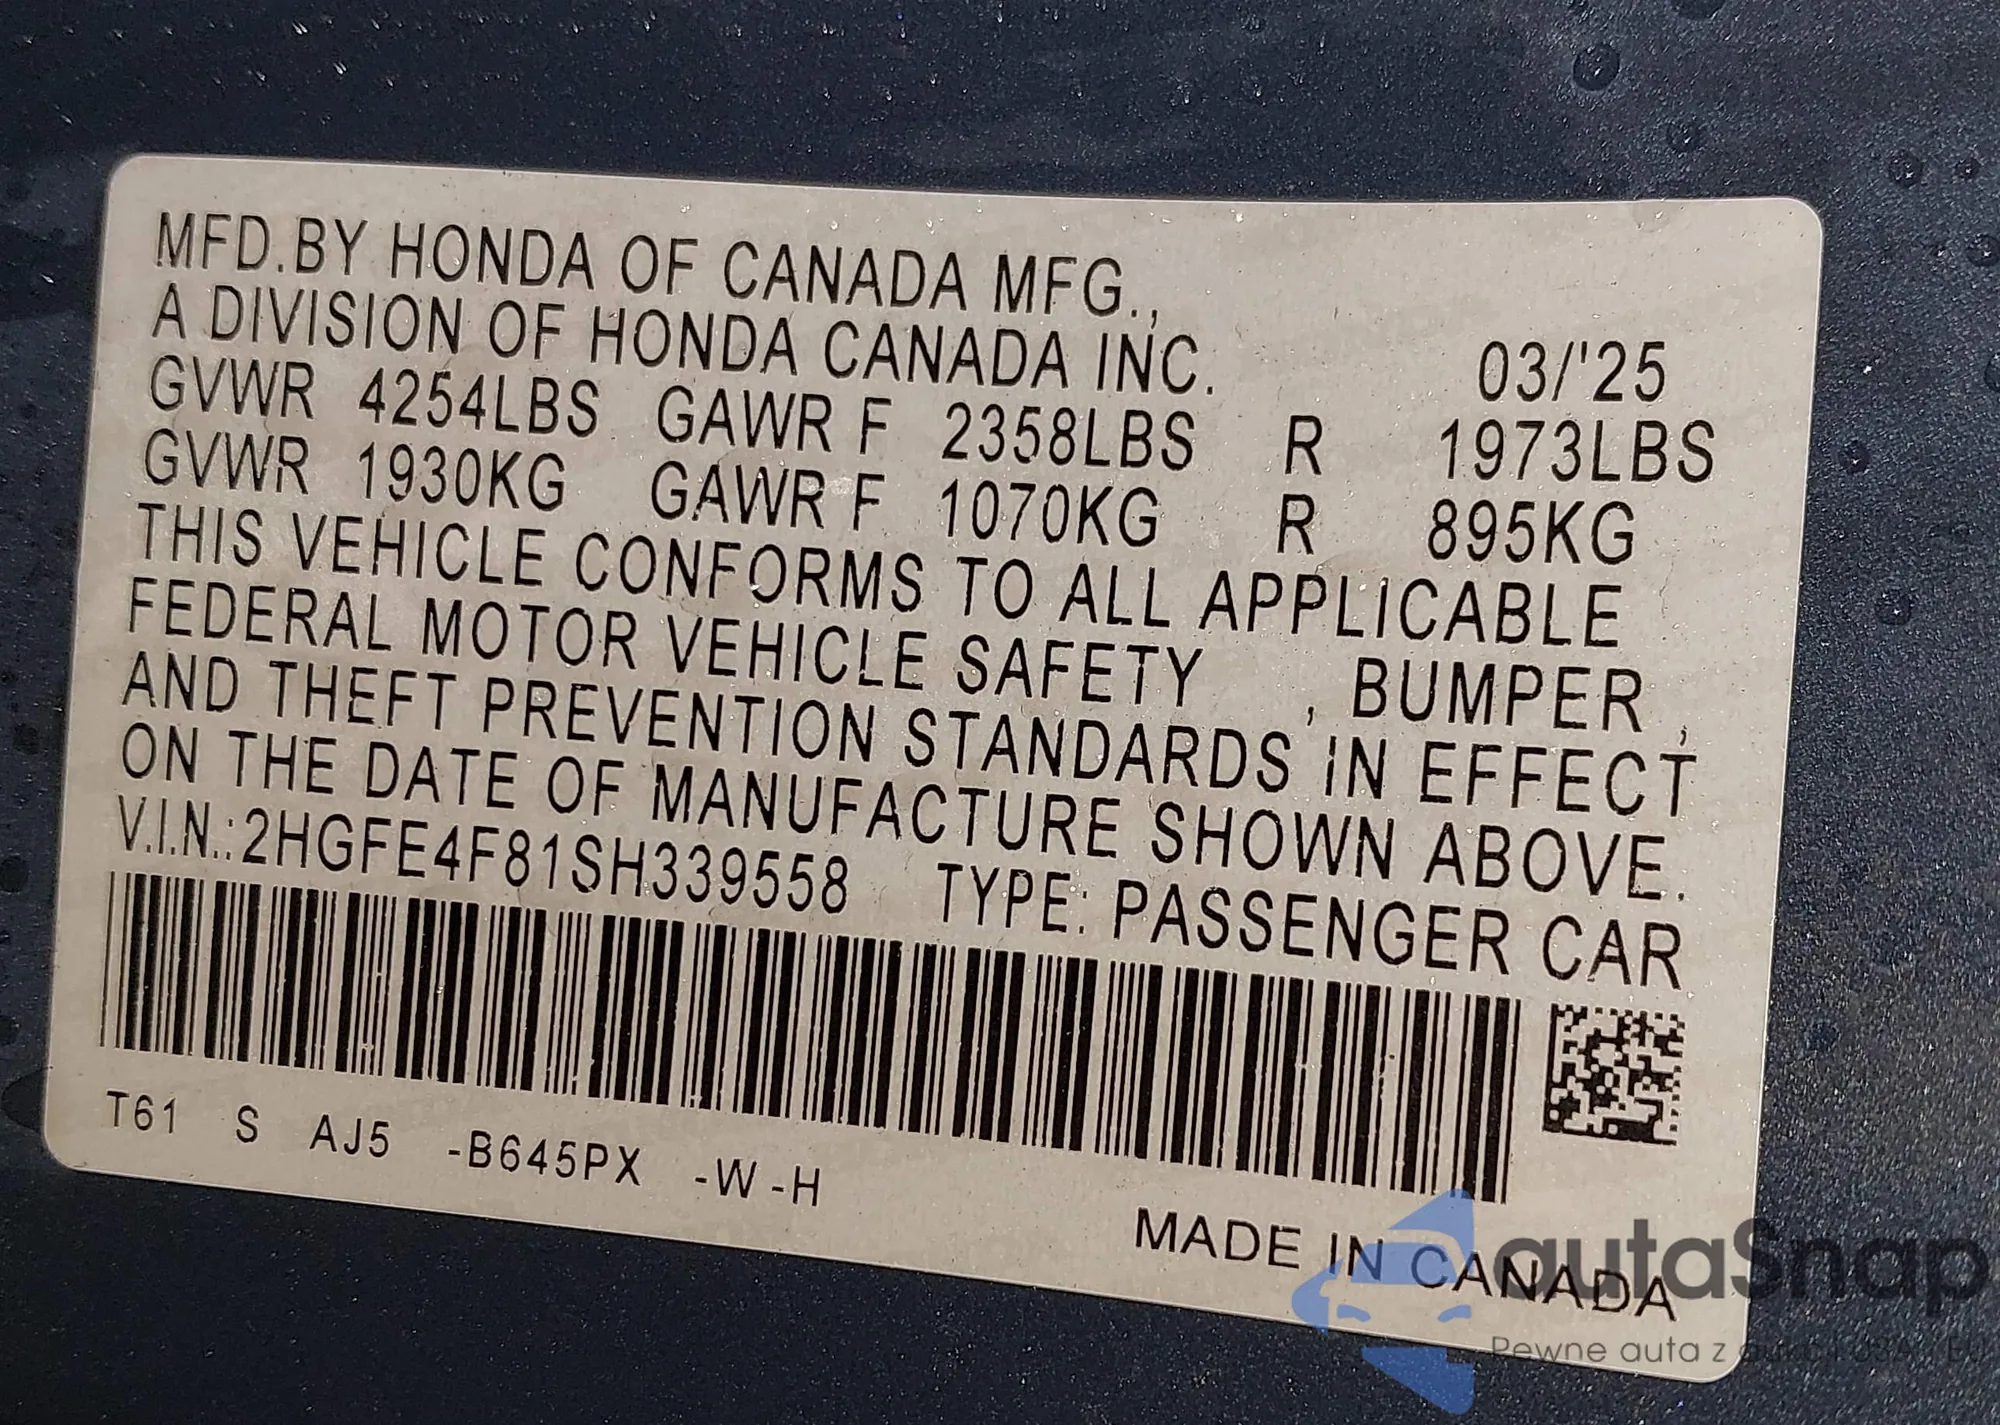 MFD.BY HONDA OF CANADA MFG.,
A DIVISION OF HONDA CANADA INC. 03/'25
GVWR 4254LBS GAWR F 2358LBS R 1973LBS
GVWR 1930KG GAWR F 1070KG R 895KG
THIS VEHICLE CONFORMS TO ALL APPLICABLE
FEDERAL MOTOR VEHICLE SAFETY , BUMPER ,
AND THEFT PREVENTION STANDARDS IN EFFECT
ON THE DATE OF MANUFACTURE SHOWN ABOVE.
V.I.N.:2HGFE4F81SH339558 TYPE: PASSENGER CAR
T61 S AJ5 -B645PX -W -H
MADE IN CANADA
autaSnap
Pewne auta z